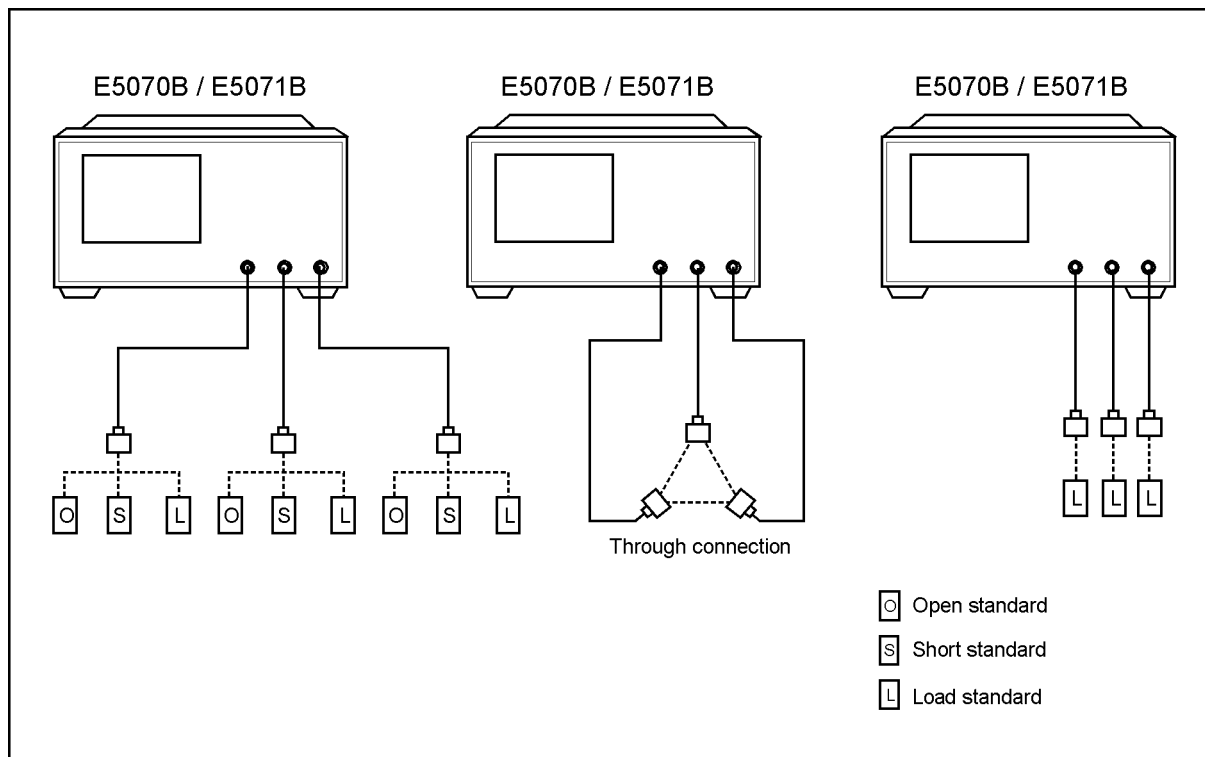 E5070B / E5071B E5070B / E5071B E5070B / E5071B
O S L O S L O S L
L L L
Through connection
O Open standard
S Short standard
L Load standard